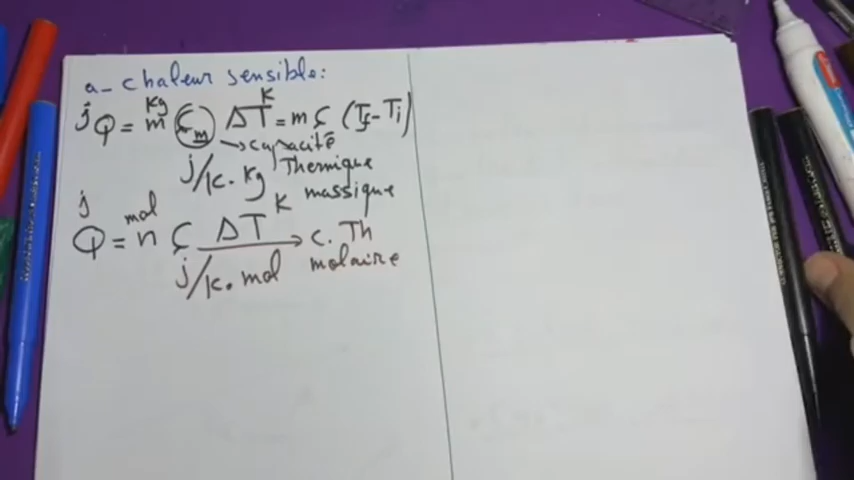 a- chaleur sensible:
j Kg K
Q = m Cm ΔT = m C (Tf - Ti)
→ capacité
j/K. Kg Thermique
massique
j mol K
Q = n C ΔT → C. Th
j/K. mol molaire